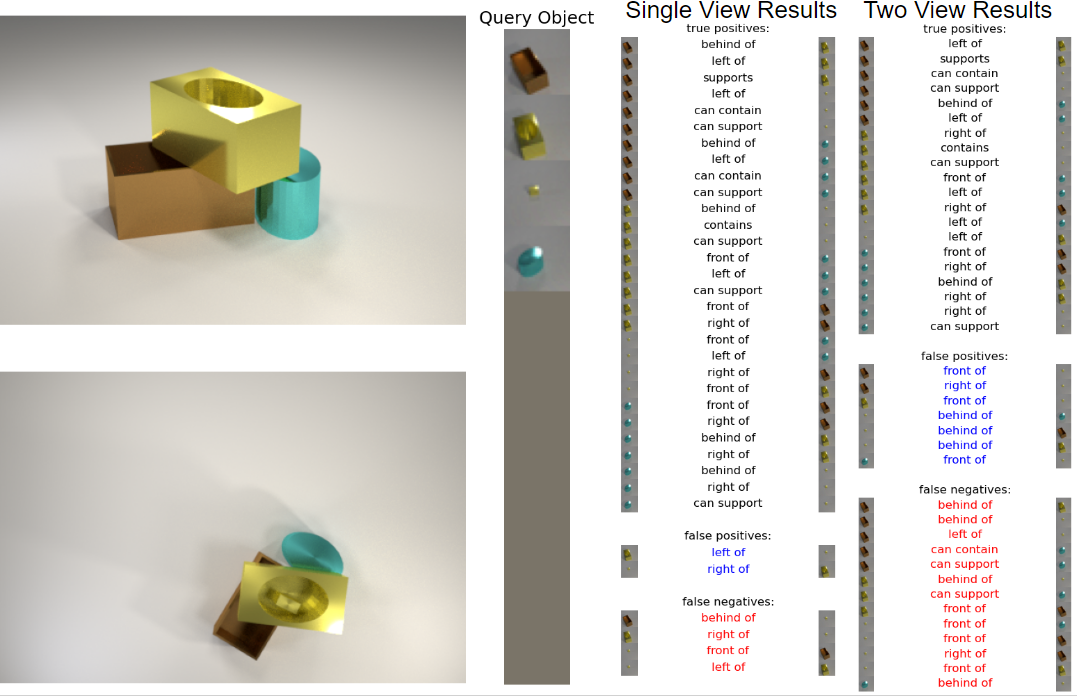 Query Object
Single View Results
true positives:
behind of
left of
supports
left of
can contain
can support
behind of
left of
can contain
can support
behind of
contains
can support
front of
left of
can support
front of
right of
front of
left of
right of
front of
front of
right of
behind of
right of
behind of
right of
can support
false positives:
left of
right of
false negatives:
behind of
right of
front of
left of
Two View Results
true positives:
left of
supports
can contain
can support
behind of
left of
right of
contains
can support
front of
left of
right of
left of
left of
front of
right of
behind of
right of
right of
can support
false positives:
front of
right of
front of
behind of
behind of
behind of
front of
false negatives:
behind of
behind of
left of
can contain
can support
behind of
can support
front of
front of
front of
right of
front of
behind of